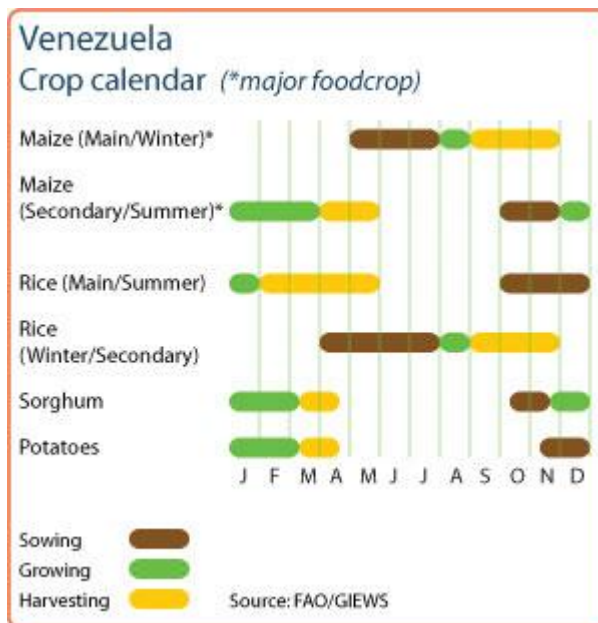 Venezuela
Crop calendar (*major foodcrop)
Maize (Main/Winter)*
Maize
(Secondary/Summer)*
Rice (Main/Summer)
Rice
(Winter/Secondary)
Sorghum
Potatoes
J F M A M J J A S O N D
Sowing
Growing
Harvesting
Source: FAO/GIEWS